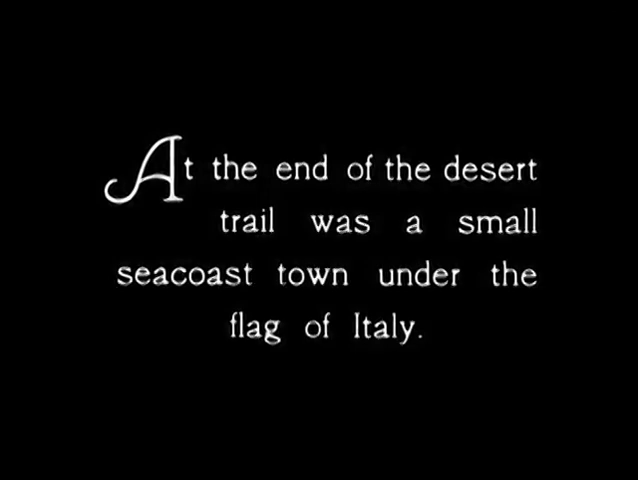 At the end of the desert
trail was a small
seacoast town under the
flag of Italy.